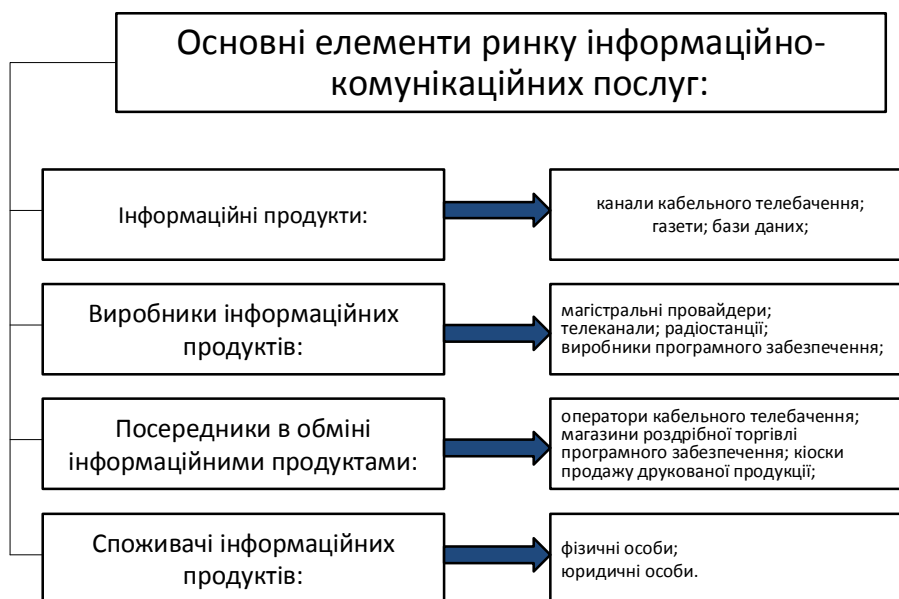 Основні елементи ринку інформаційно-
комунікаційних послуг:
Інформаційні продукти:
канали кабельного телебачення;
газети; бази даних;
Виробники інформаційних
продуктів:
магістральні провайдери;
телеканали; радіостанції;
виробники програмного забезпечення;
Посередники в обміні
інформаційними продуктами:
оператори кабельного телебачення;
магазини роздрібної торгівлі
програмного забезпечення; кіоски
продажу друкованої продукції;
Споживачі інформаційних
продуктів:
фізичні особи;
юридичні особи.